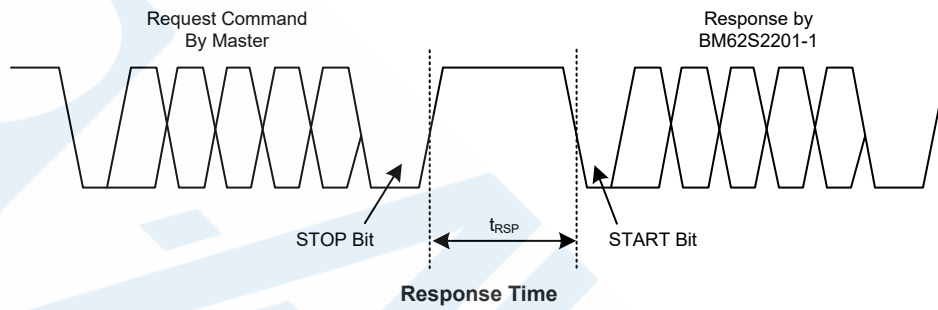 Request Command
By Master
Response by
BM62S2201-1
STOP Bit
tRSP
START Bit
Response Time